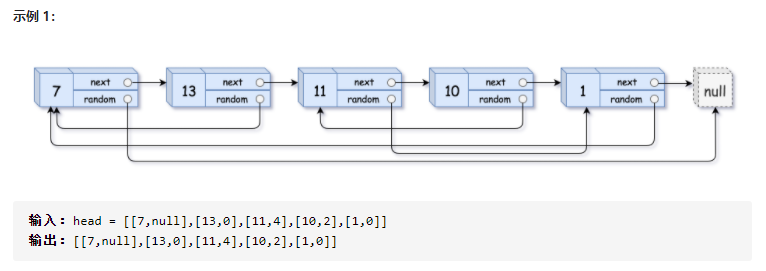 示例 1：
7 next random 13 next random 11 next random 10 next random 1 next random null
输入：head = [[7,null],[13,0],[11,4],[10,2],[1,0]]
输出：[[7,null],[13,0],[11,4],[10,2],[1,0]]